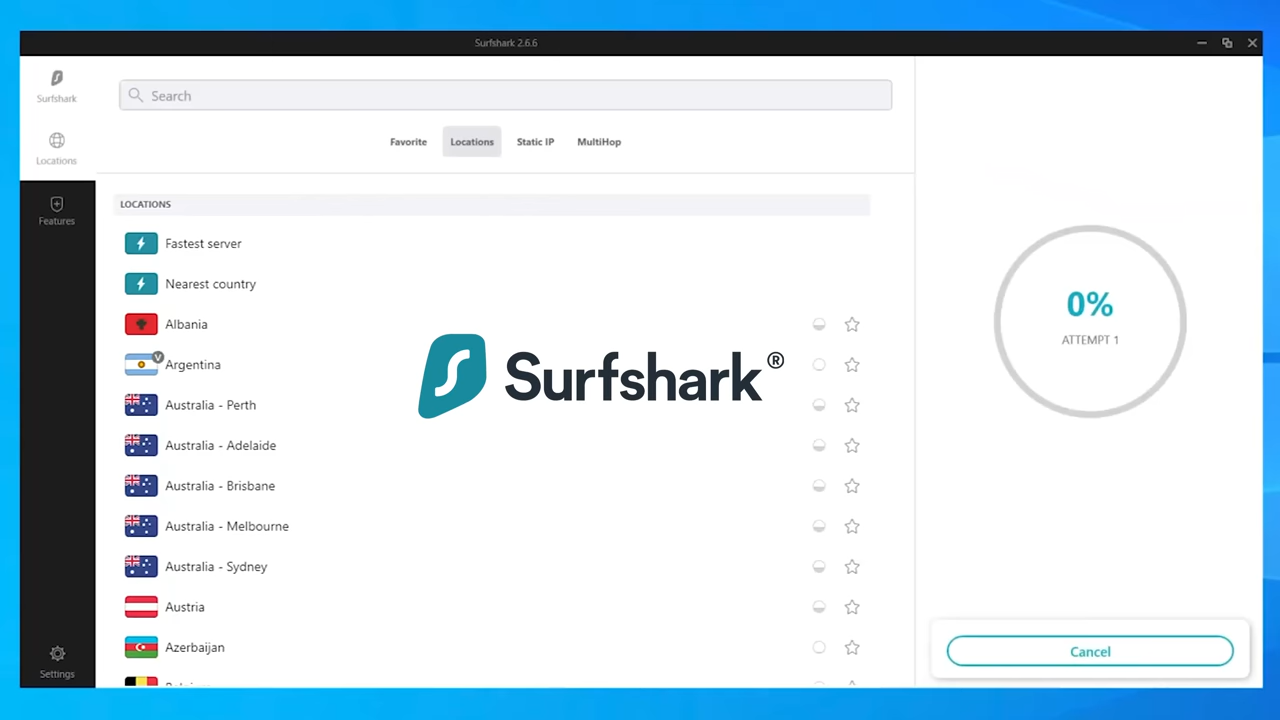 Surfshark 2.6.6
Surfshark
Locations
Features
Settings
Search
Favorite Locations Static IP MultiHop
LOCATIONS
Fastest server
Nearest country
Albania
V
Argentina
Australia - Perth
Australia - Adelaide
Australia - Brisbane
Australia - Melbourne
Australia - Sydney
Austria
Azerbaijan
Surfshark®
0%
ATTEMPT 1
Cancel